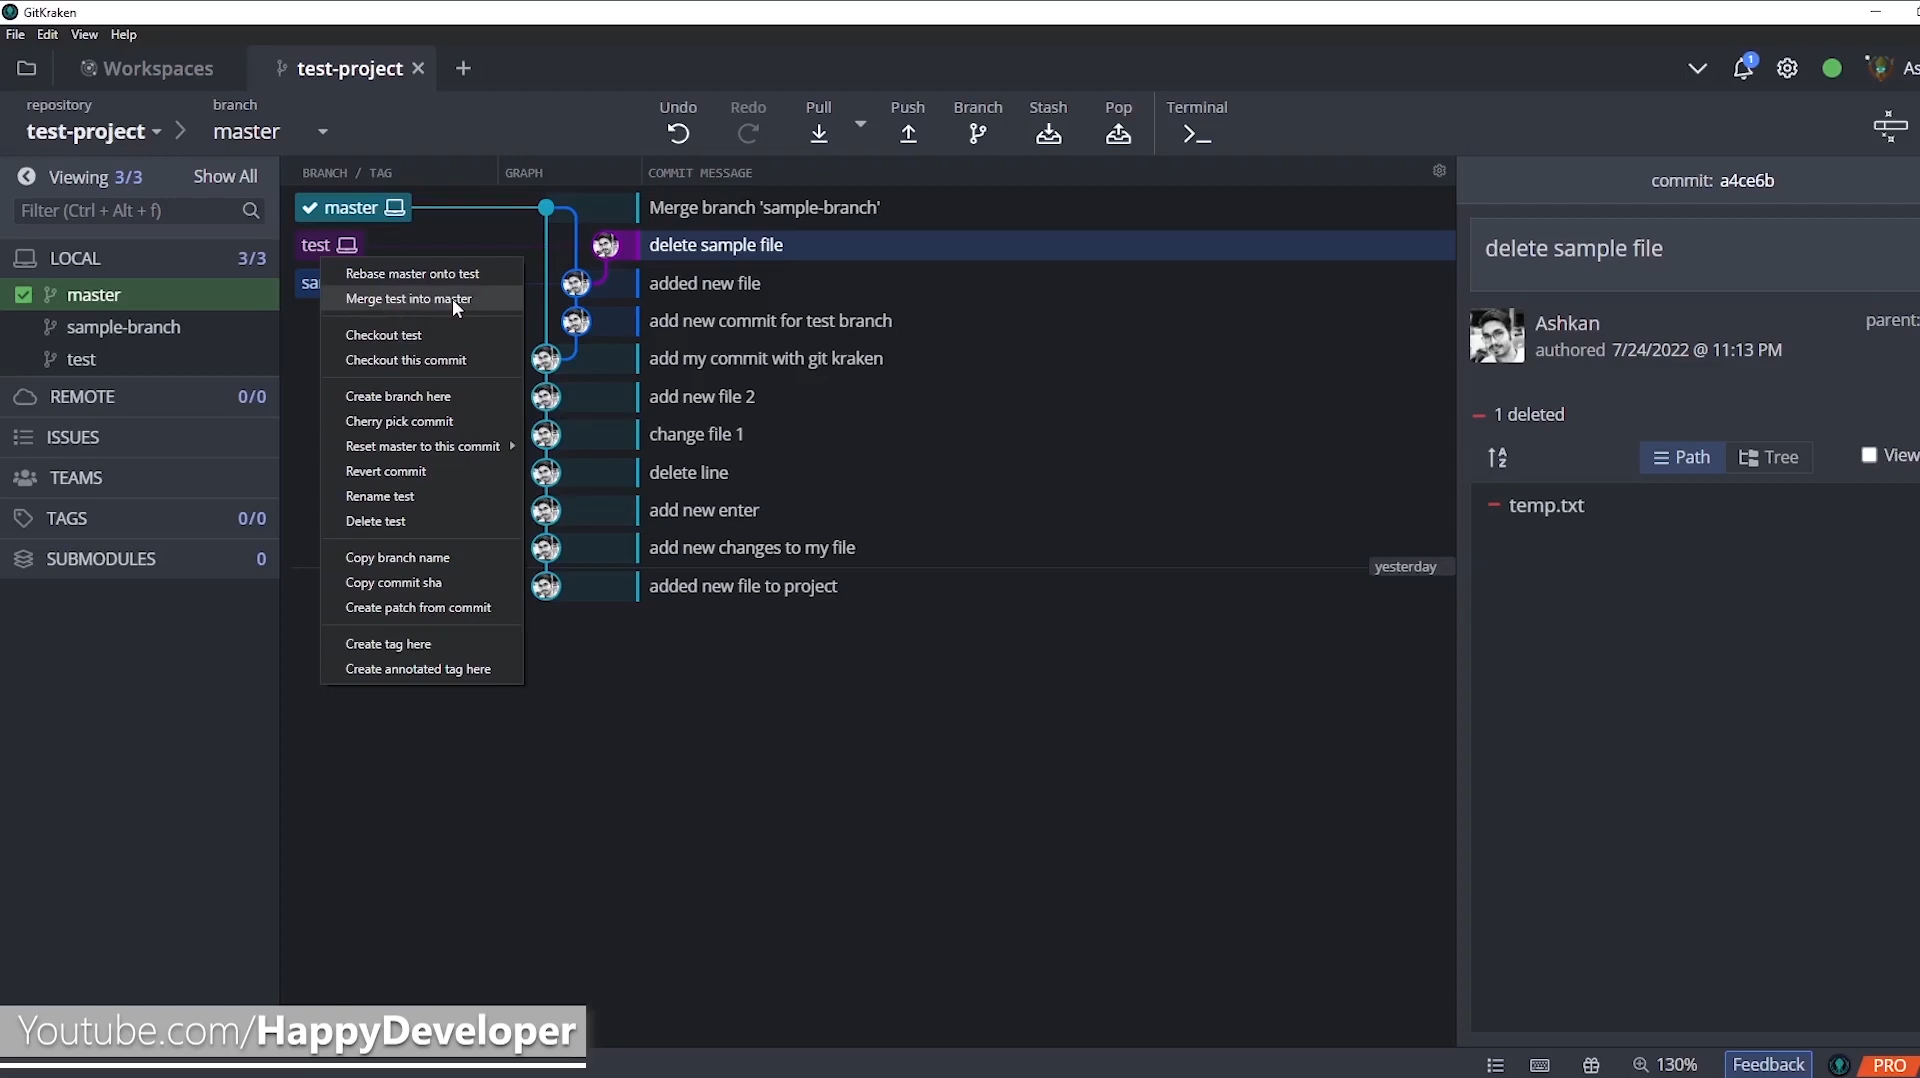 GitKraken
File Edit View Help
Workspaces
test-project
1
As
repository
test-project
branch
master
Undo
Redo
Pull
Push
Branch
Stash
Pop
Terminal
Viewing 3/3 Show All
Filter (Ctrl + Alt + f)
LOCAL 3/3
master
sample-branch
test
REMOTE 0/0
ISSUES
TEAMS
TAGS 0/0
SUBMODULES 0
BRANCH / TAG GRAPH COMMIT MESSAGE
master Merge branch 'sample-branch'
test delete sample file
sa added new file
add new commit for test branch
add my commit with git kraken
add new file 2
change file 1
delete line
add new enter
add new changes to my file
yesterday
added new file to project
Rebase master onto test
Merge test into master
Checkout test
Checkout this commit
Create branch here
Cherry pick commit
Reset master to this commit
Revert commit
Rename test
Delete test
Copy branch name
Copy commit sha
Create patch from commit
Create tag here
Create annotated tag here
commit: a4ce6b
delete sample file
Ashkan
authored 7/24/2022 @ 11:13 PM
parent:
1 deleted
Path
Tree
View
temp.txt
Youtube.com/HappyDeveloper
130%
Feedback
PRO